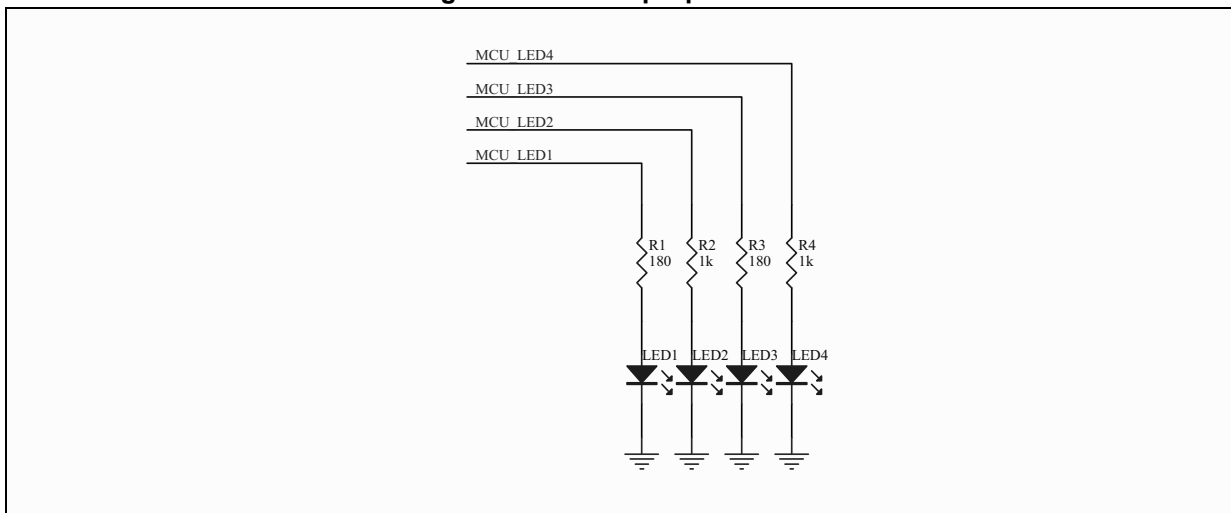 MCU_LED4
MCU_LED3
MCU_LED2
MCU_LED1
R1 R2 R3 R4
180 1k 180 1k
LED1 LED2 LED3 LED4